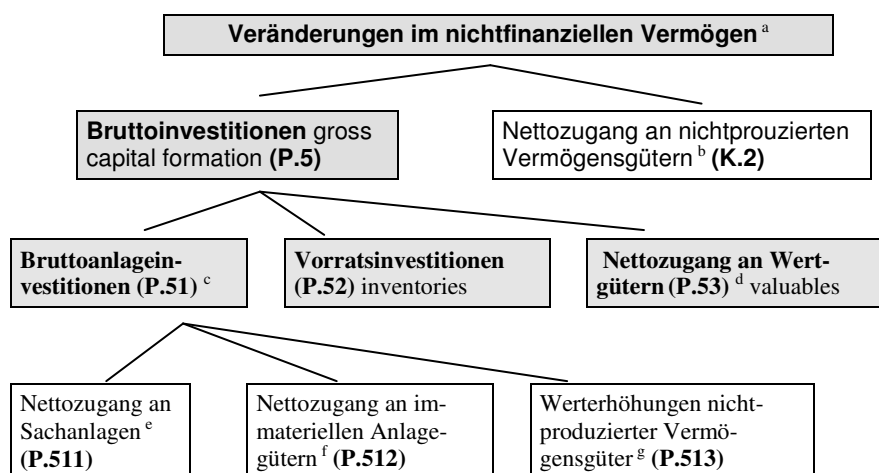 Veränderungen im nichtfinanziellen Vermögen a
Bruttoinvestitionen gross
capital formation (P.5)
Nettozugang an nichtprouzierten
Vermögensgütern b (K.2)
Bruttoanlagein-
vestitionen (P.51) c
Vorratsinvestitionen
(P.52) inventories
Nettozugang an Wert-
gütern (P.53) d valuables
Nettozugang an
Sachanlagen e
(P.511)
Nettozugang an im-
materiellen Anlage-
gütern f (P.512)
Werterhöhungen nicht-
produzierter Vermö-
gensgüter g (P.513)